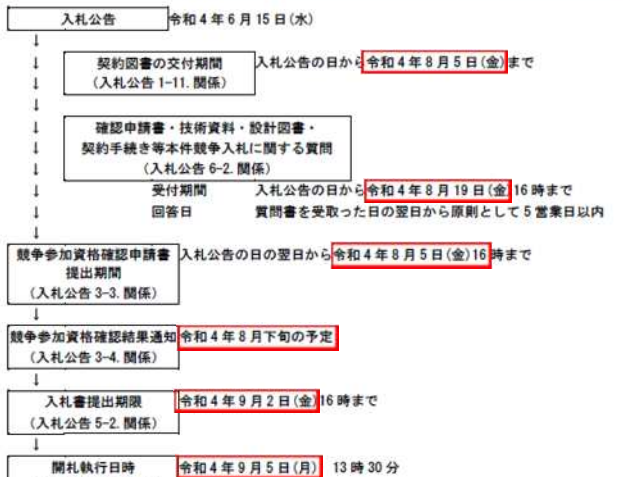 入札公告 令和4年6月15日(水)
↓
↓ 契約図書の交付期間 入札公告の日から令和4年8月5日(金)まで
↓ (入札公告1-11.関係)
↓
↓ 確認申請書・技術資料・設計図書・
↓ 契約手続き等本件競争入札に関する質問
↓ (入札公告6-2.関係)
↓ 受付期間 入札公告の日から令和4年8月19日(金)16時まで
↓ 回答日 質問書を受取った日の翌日から原則として5営業日以内
↓
競争参加資格確認申請書 入札公告の日の翌日から令和4年8月5日(金)16時まで
提出期間
(入札公告3-3.関係)
↓
競争参加資格確認結果通知 令和4年8月下旬の予定
(入札公告3-4.関係)
↓
入札書提出期限 令和4年9月2日(金)16時まで
(入札公告5-2.関係)
↓
開札執行日時 令和4年9月5日(月) 13時30分